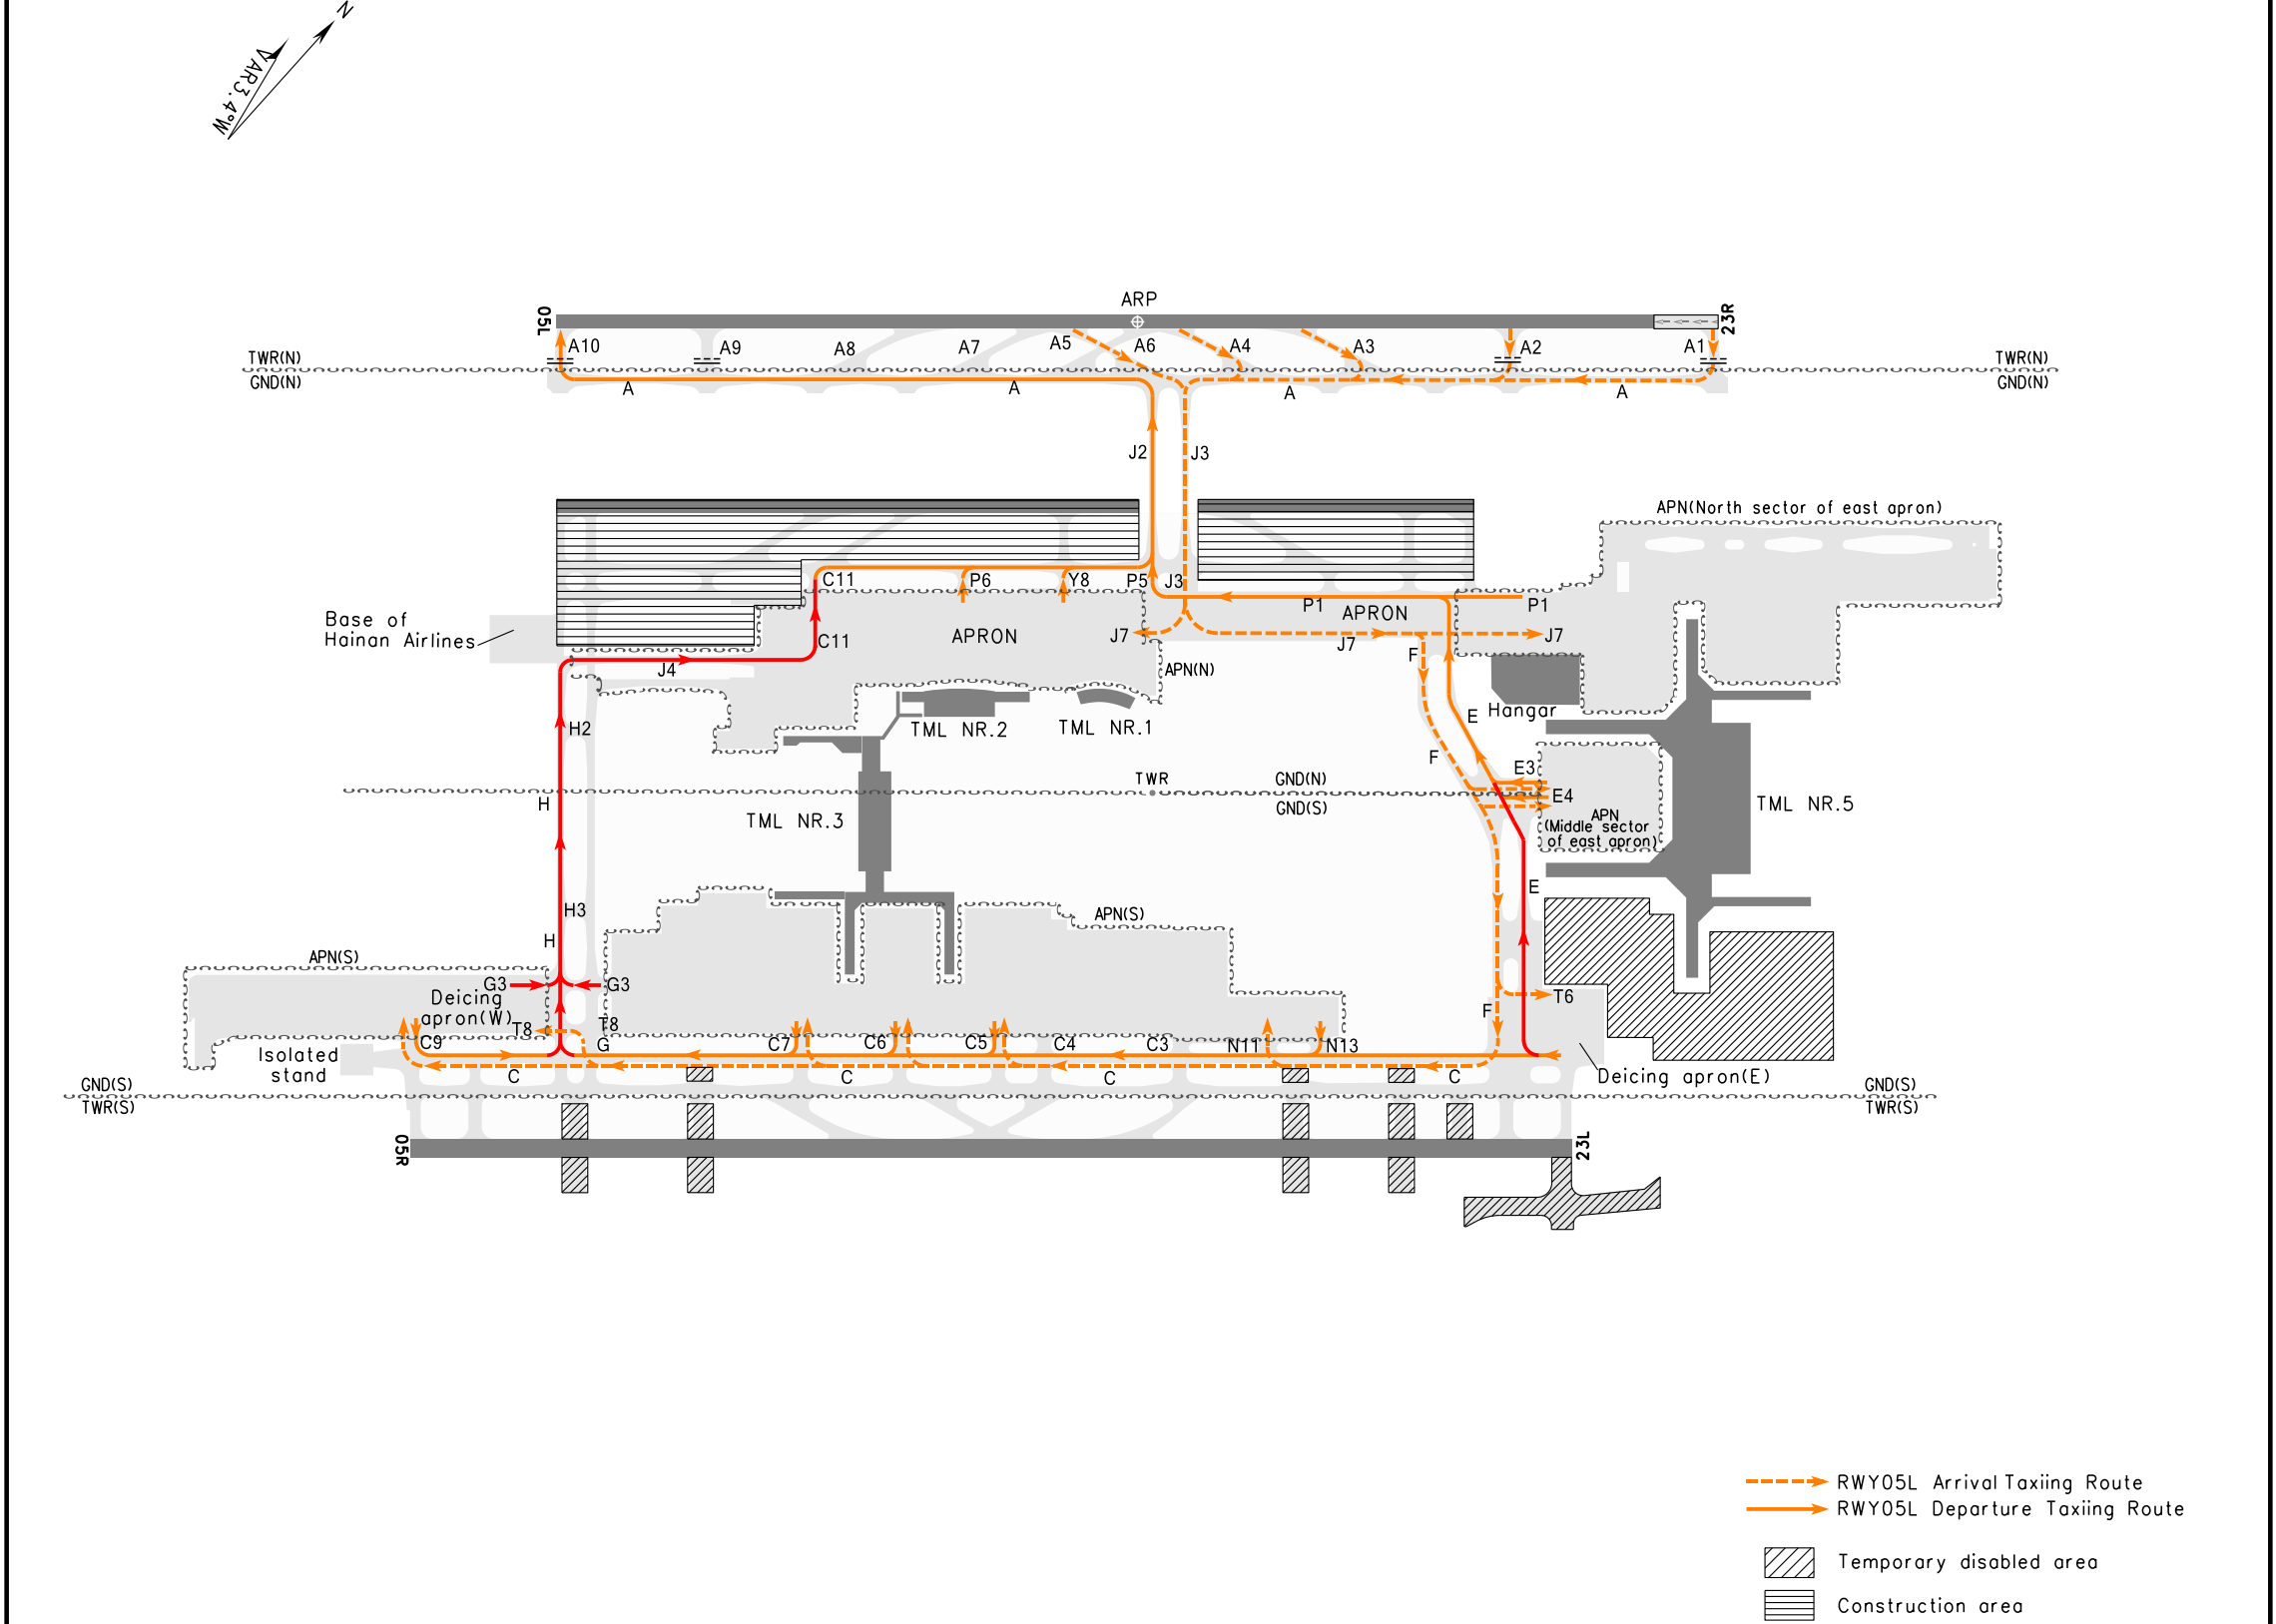 N
VAR3.4°W
ARP
05L
23R
A10
A9
A8
A7
A5
A6
A4
A3
A2
A1
TWR(N)
GND(N)
TWR(N)
GND(N)
A
A
A
A
J2
J3
APN(North sector of east apron)
C11
P6
Y8
P5
J3
P1
P1
APRON
Base of
Hainan Airlines
C11
APRON
J7
J7
J7
J4
APN(N)
F
H2
TML NR.2
TML NR.1
E
Hangar
F
TWR
GND(N)
GND(S)
E3
E4
H
TML NR.3
APN
(Middle sector
of east apron)
TML NR.5
E
H3
APN(S)
H
APN(S)
G3
G3
Deicing
apron(W)
T6
T8
T8
F
C9
G
C7
C6
C5
C4
C3
N11
N13
Isolated
stand
C
C
C
C
Deicing apron(E)
GND(S)
TWR(S)
GND(S)
TWR(S)
05R
23L
RWY05L Arrival Taxiing Route
RWY05L Departure Taxiing Route
Temporary disabled area
Construction area